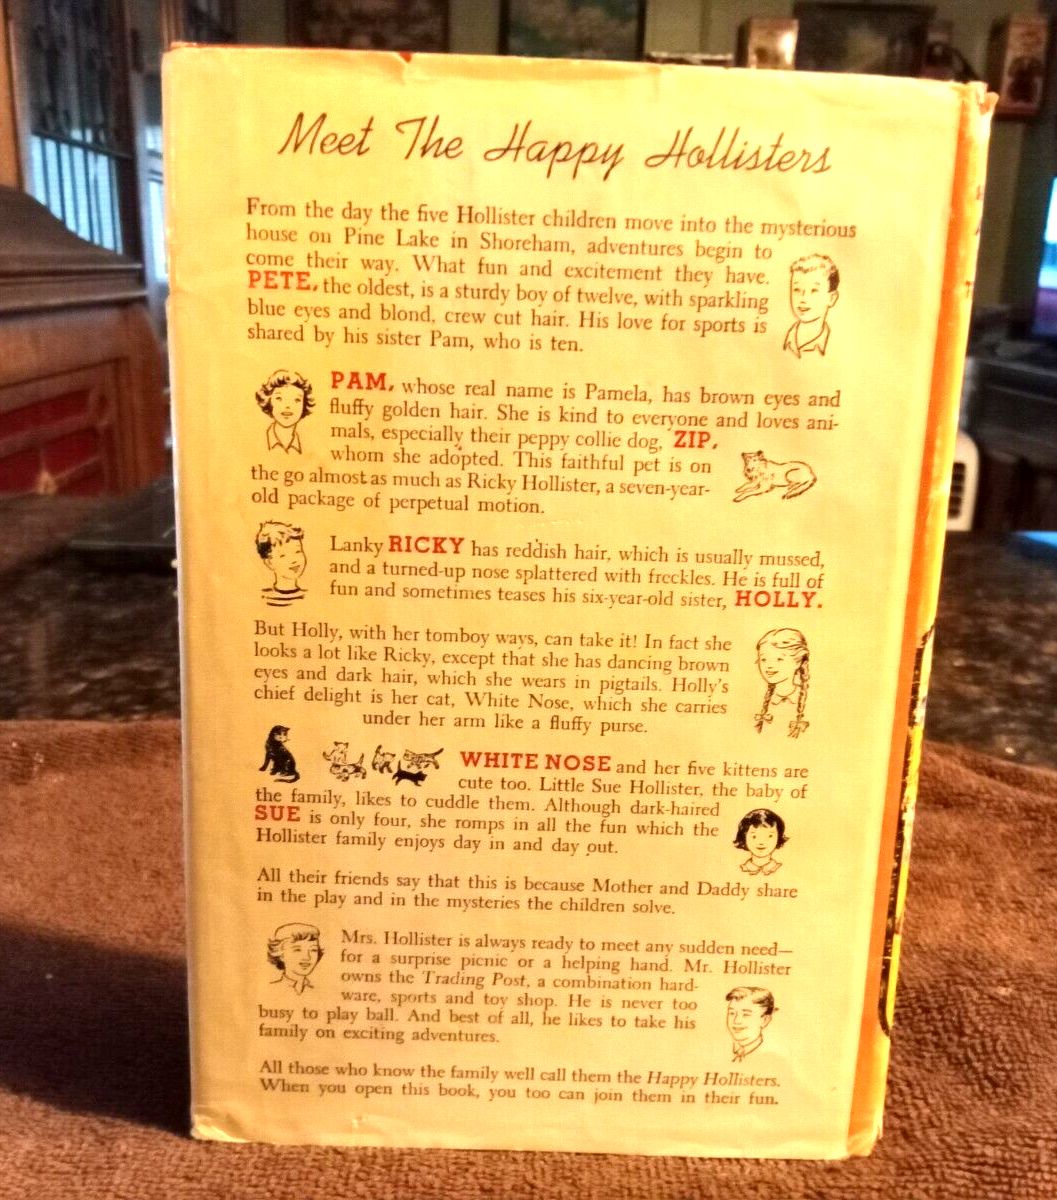 Meet The Happy Hollisters
From the day the five Hollister children move into the mysterious
house on Pine Lake in Shoreham, adventures begin to
come their way. What fun and excitement they have.
PETE, the oldest, is a sturdy boy of twelve, with sparkling
blue eyes and blond, crew cut hair. His love for sports is
shared by his sister Pam, who is ten.
PAM, whose real name is Pamela, has brown eyes and
fluffy golden hair. She is kind to everyone and loves ani-
mals, especially their peppy collie dog, ZIP,
whom she adopted. This faithful pet is on
the go almost as much as Ricky Hollister, a seven-year-
old package of perpetual motion.
Lanky RICKY has reddish hair, which is usually mussed,
and a turned-up nose splattered with freckles. He is full of
fun and sometimes teases his six-year-old sister, HOLLY.
But Holly, with her tomboy ways, can take it! In fact she
looks a lot like Ricky, except that she has dancing brown
eyes and dark hair, which she wears in pigtails. Holly's
chief delight is her cat, White Nose, which she carries
under her arm like a fluffy purse.
WHITE NOSE and her five kittens are
cute too. Little Sue Hollister, the baby of
the family, likes to cuddle them. Although dark-haired
SUE is only four, she romps in all the fun which the
Hollister family enjoys day in and day out.
All their friends say that this is because Mother and Daddy share
in the play and in the mysteries the children solve.
Mrs. Hollister is always ready to meet any sudden need—
for a surprise picnic or a helping hand. Mr. Hollister
owns the Trading Post, a combination hard-
ware, sports and toy shop. He is never too
busy to play ball. And best of all, he likes to take his
family on exciting adventures.
All those who know the family well call them the Happy Hollisters.
When you open this book, you too can join them in their fun.